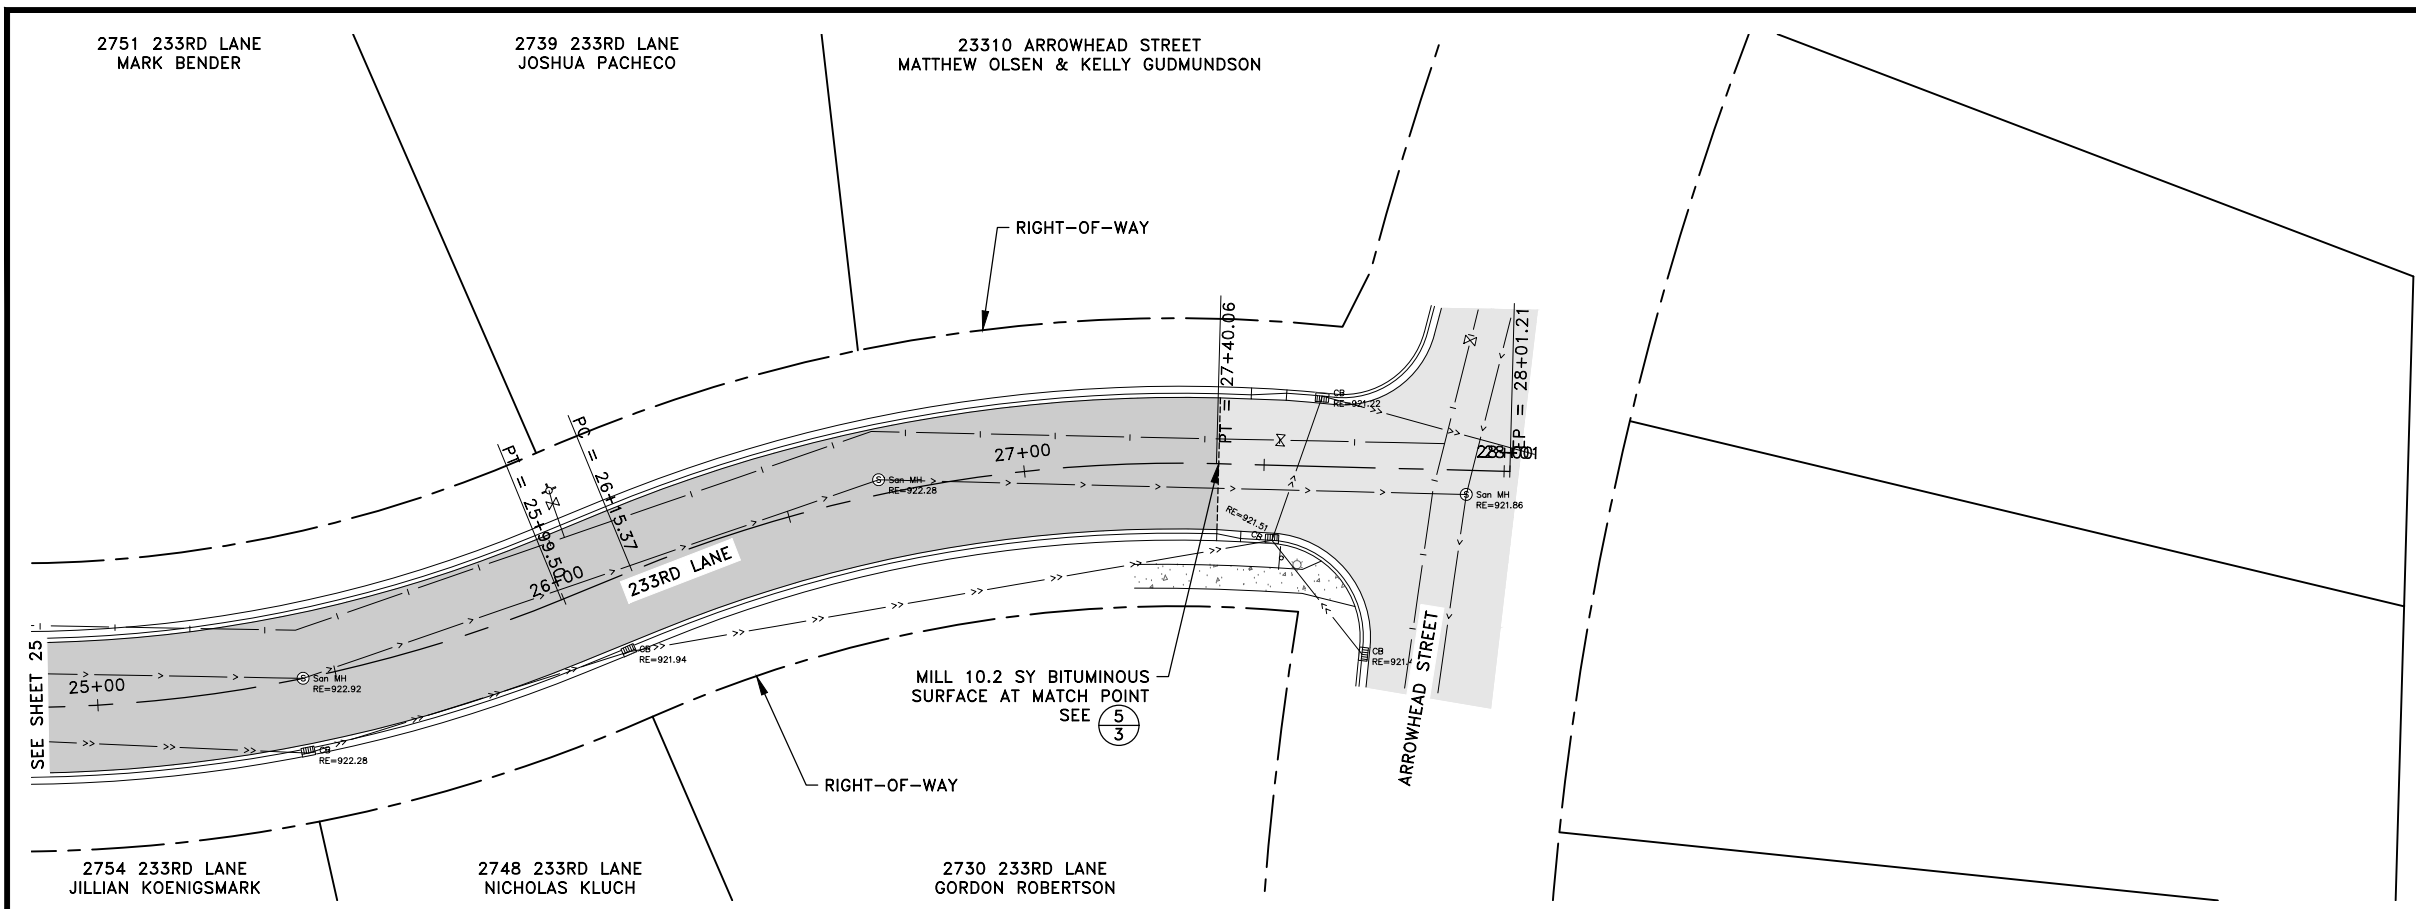 2751 233RD LANE
MARK BENDER
2739 233RD LANE
JOSHUA PACHECO
23310 ARROWHEAD STREET
MATTHEW OLSEN & KELLY GUDMUNDSON
RIGHT-OF-WAY
PT = 27+40.06
EP = 28+01.21
CB
RE=921.22
PT = 25+99.50
PC = 26+15.37
27+00
San MH
RE=922.28
San MH
RE=921.86
RE=921.51
CB
26+00
233RD LANE
CB
RE=921.94
CB
SEE SHEET 25
25+00
San MH
RE=922.92
ARROWHEAD STREET
MILL 10.2 SY BITUMINOUS
SURFACE AT MATCH POINT
SEE 5
3
CB
RE=922.28
RIGHT-OF-WAY
2754 233RD LANE
JILLIAN KOENIGSMARK
2748 233RD LANE
NICHOLAS KLUCH
2730 233RD LANE
GORDON ROBERTSON